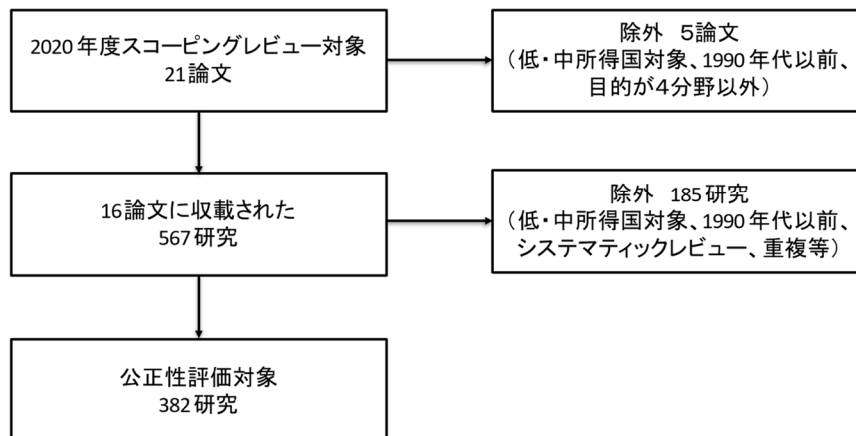 2020年度スコーピングレビュー対象
21論文
除外 5論文
(低・中所得国対象、1990年代以前、
目的が4分野以外)
16論文に収載された
567研究
除外 185研究
(低・中所得国対象、1990年代以前、
システマティックレビュー、重複等)
公正性評価対象
382研究